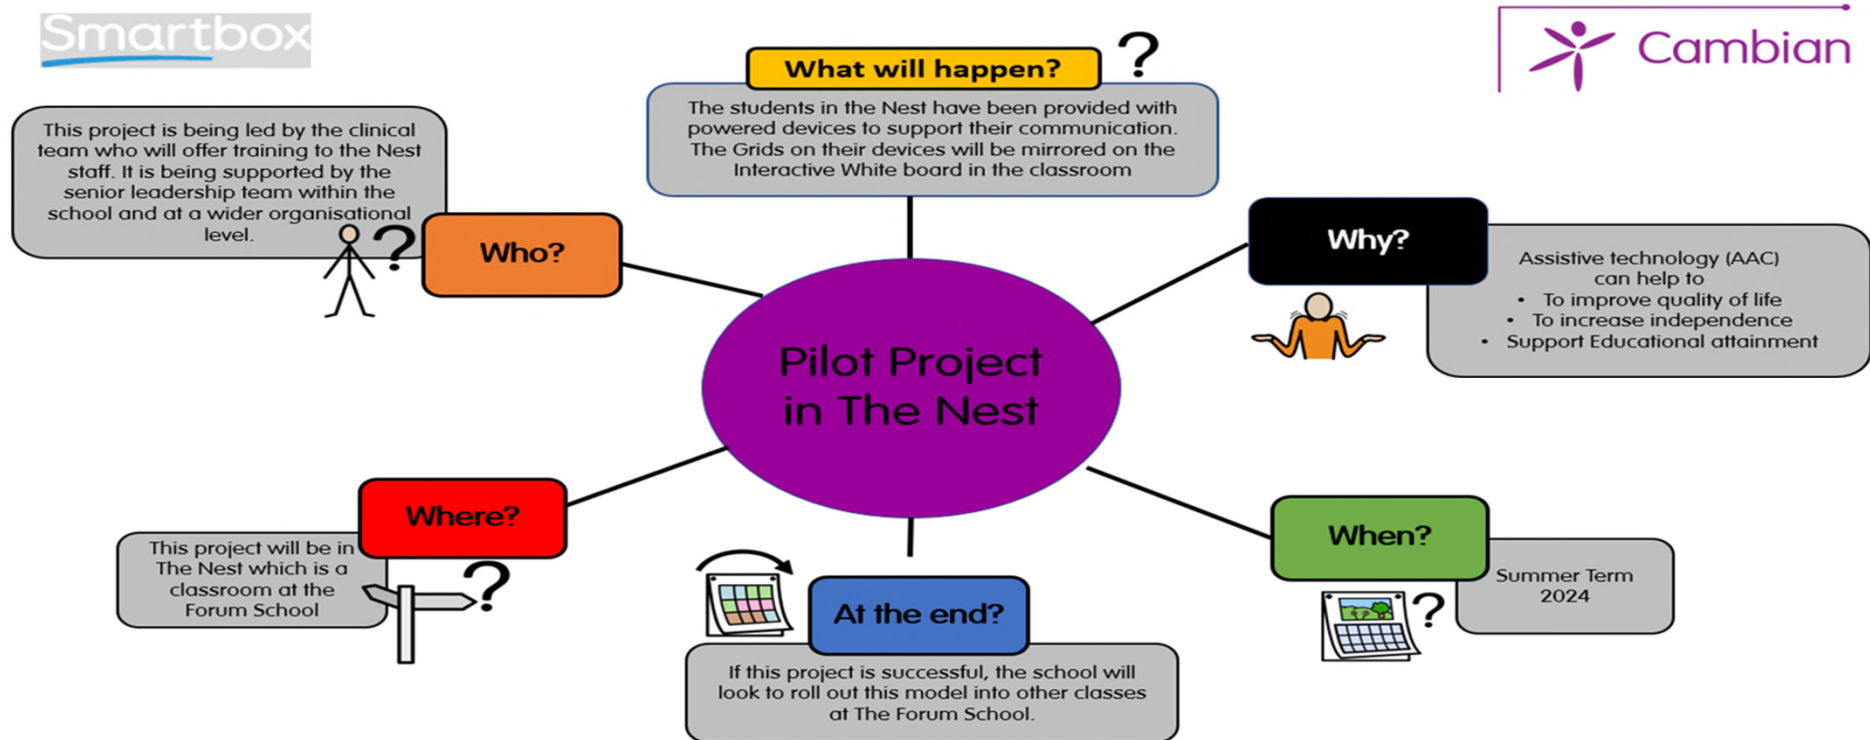 Smartbox
Cambian
What will happen?
?
The students in the Nest have been provided with
powered devices to support their communication.
The Grids on their devices will be mirrored on the
Interactive White board in the classroom
This project is being led by the clinical
team who will offer training to the Nest
staff. It is being supported by the
senior leadership team within the
school and at a wider organisational
level.
?
Who?
Why?
Assistive technology (AAC)
can help to
• To improve quality of life
• To increase independence
• Support Educational attainment
Pilot Project
in The Nest
Where?
This project will be in
The Nest which is a
classroom at the
Forum School
?
At the end?
If this project is successful, the school will
look to roll out this model into other classes
at The Forum School.
When?
Summer Term
2024
?